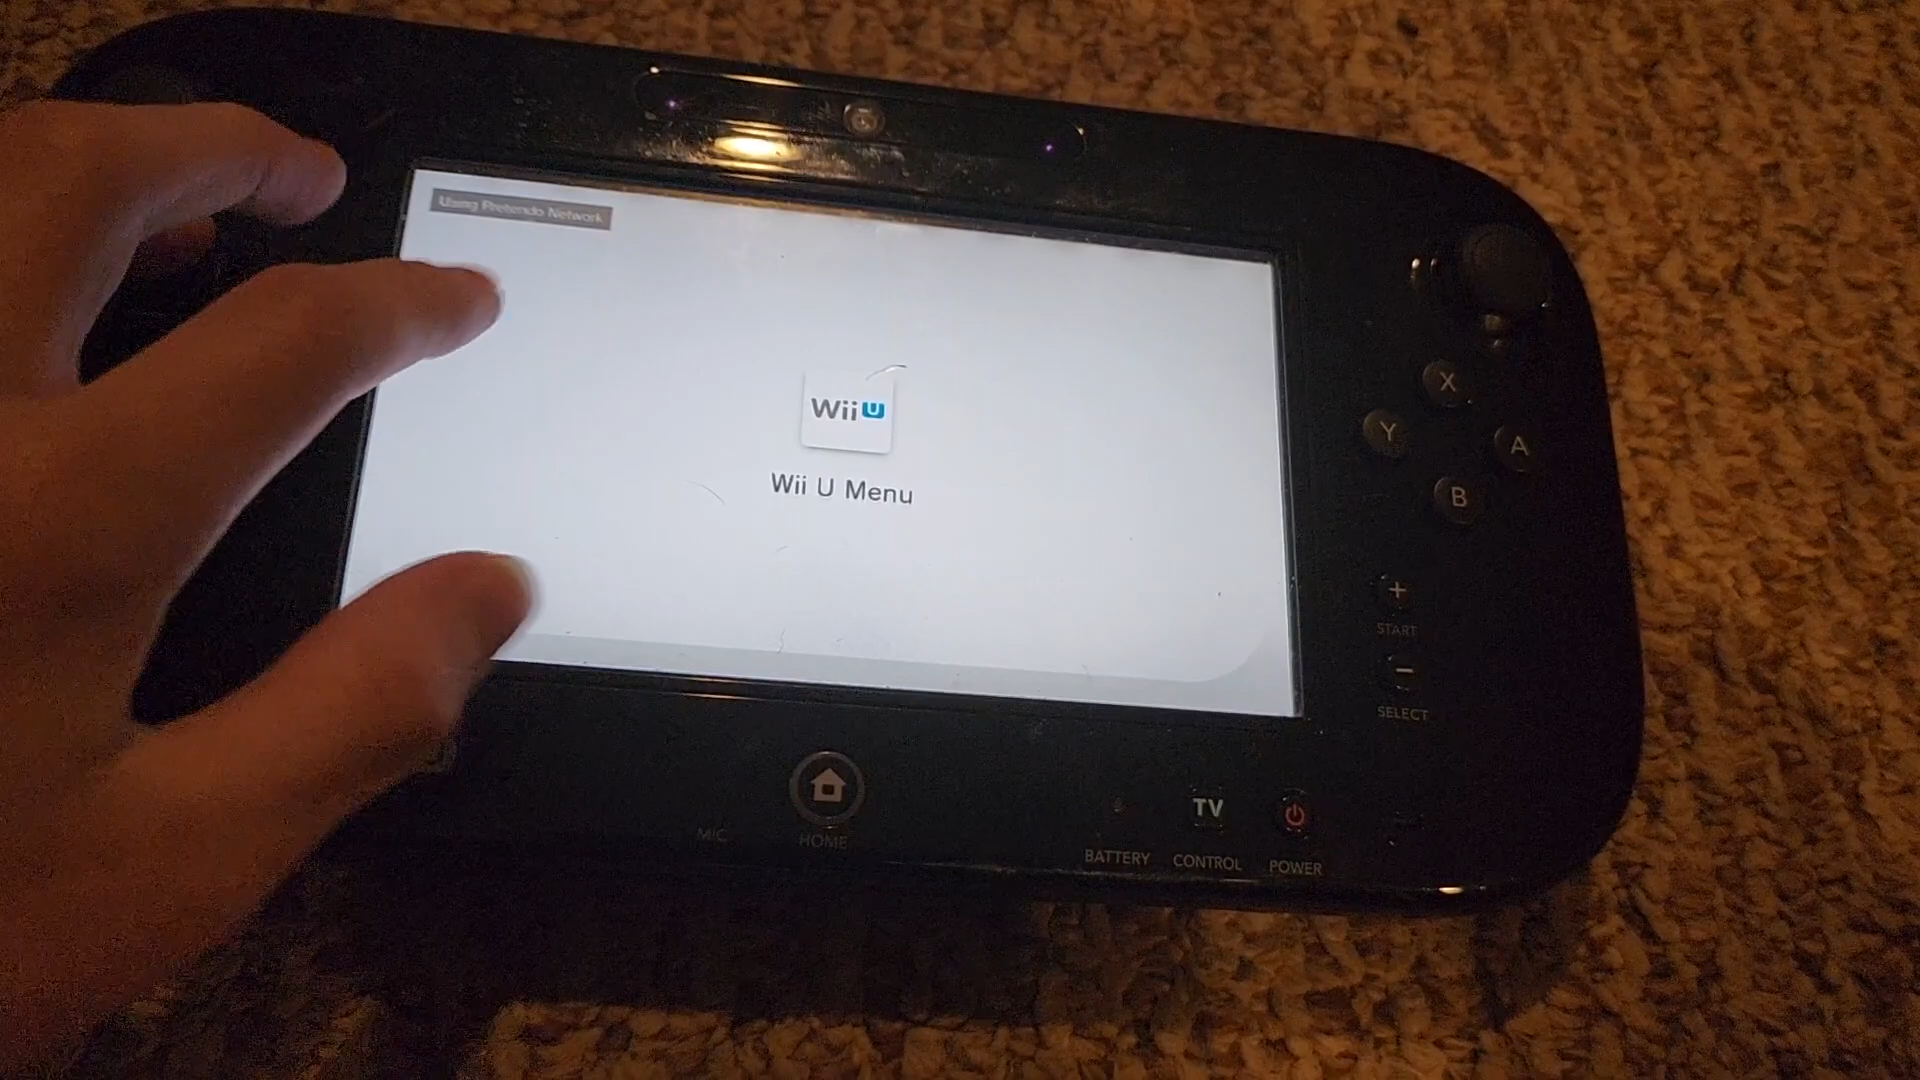 Using Pretendo Network
Wii U
Wii U Menu
X
Y
A
B
+
START
−
SELECT
TV
MIC
HOME
BATTERY
CONTROL
POWER